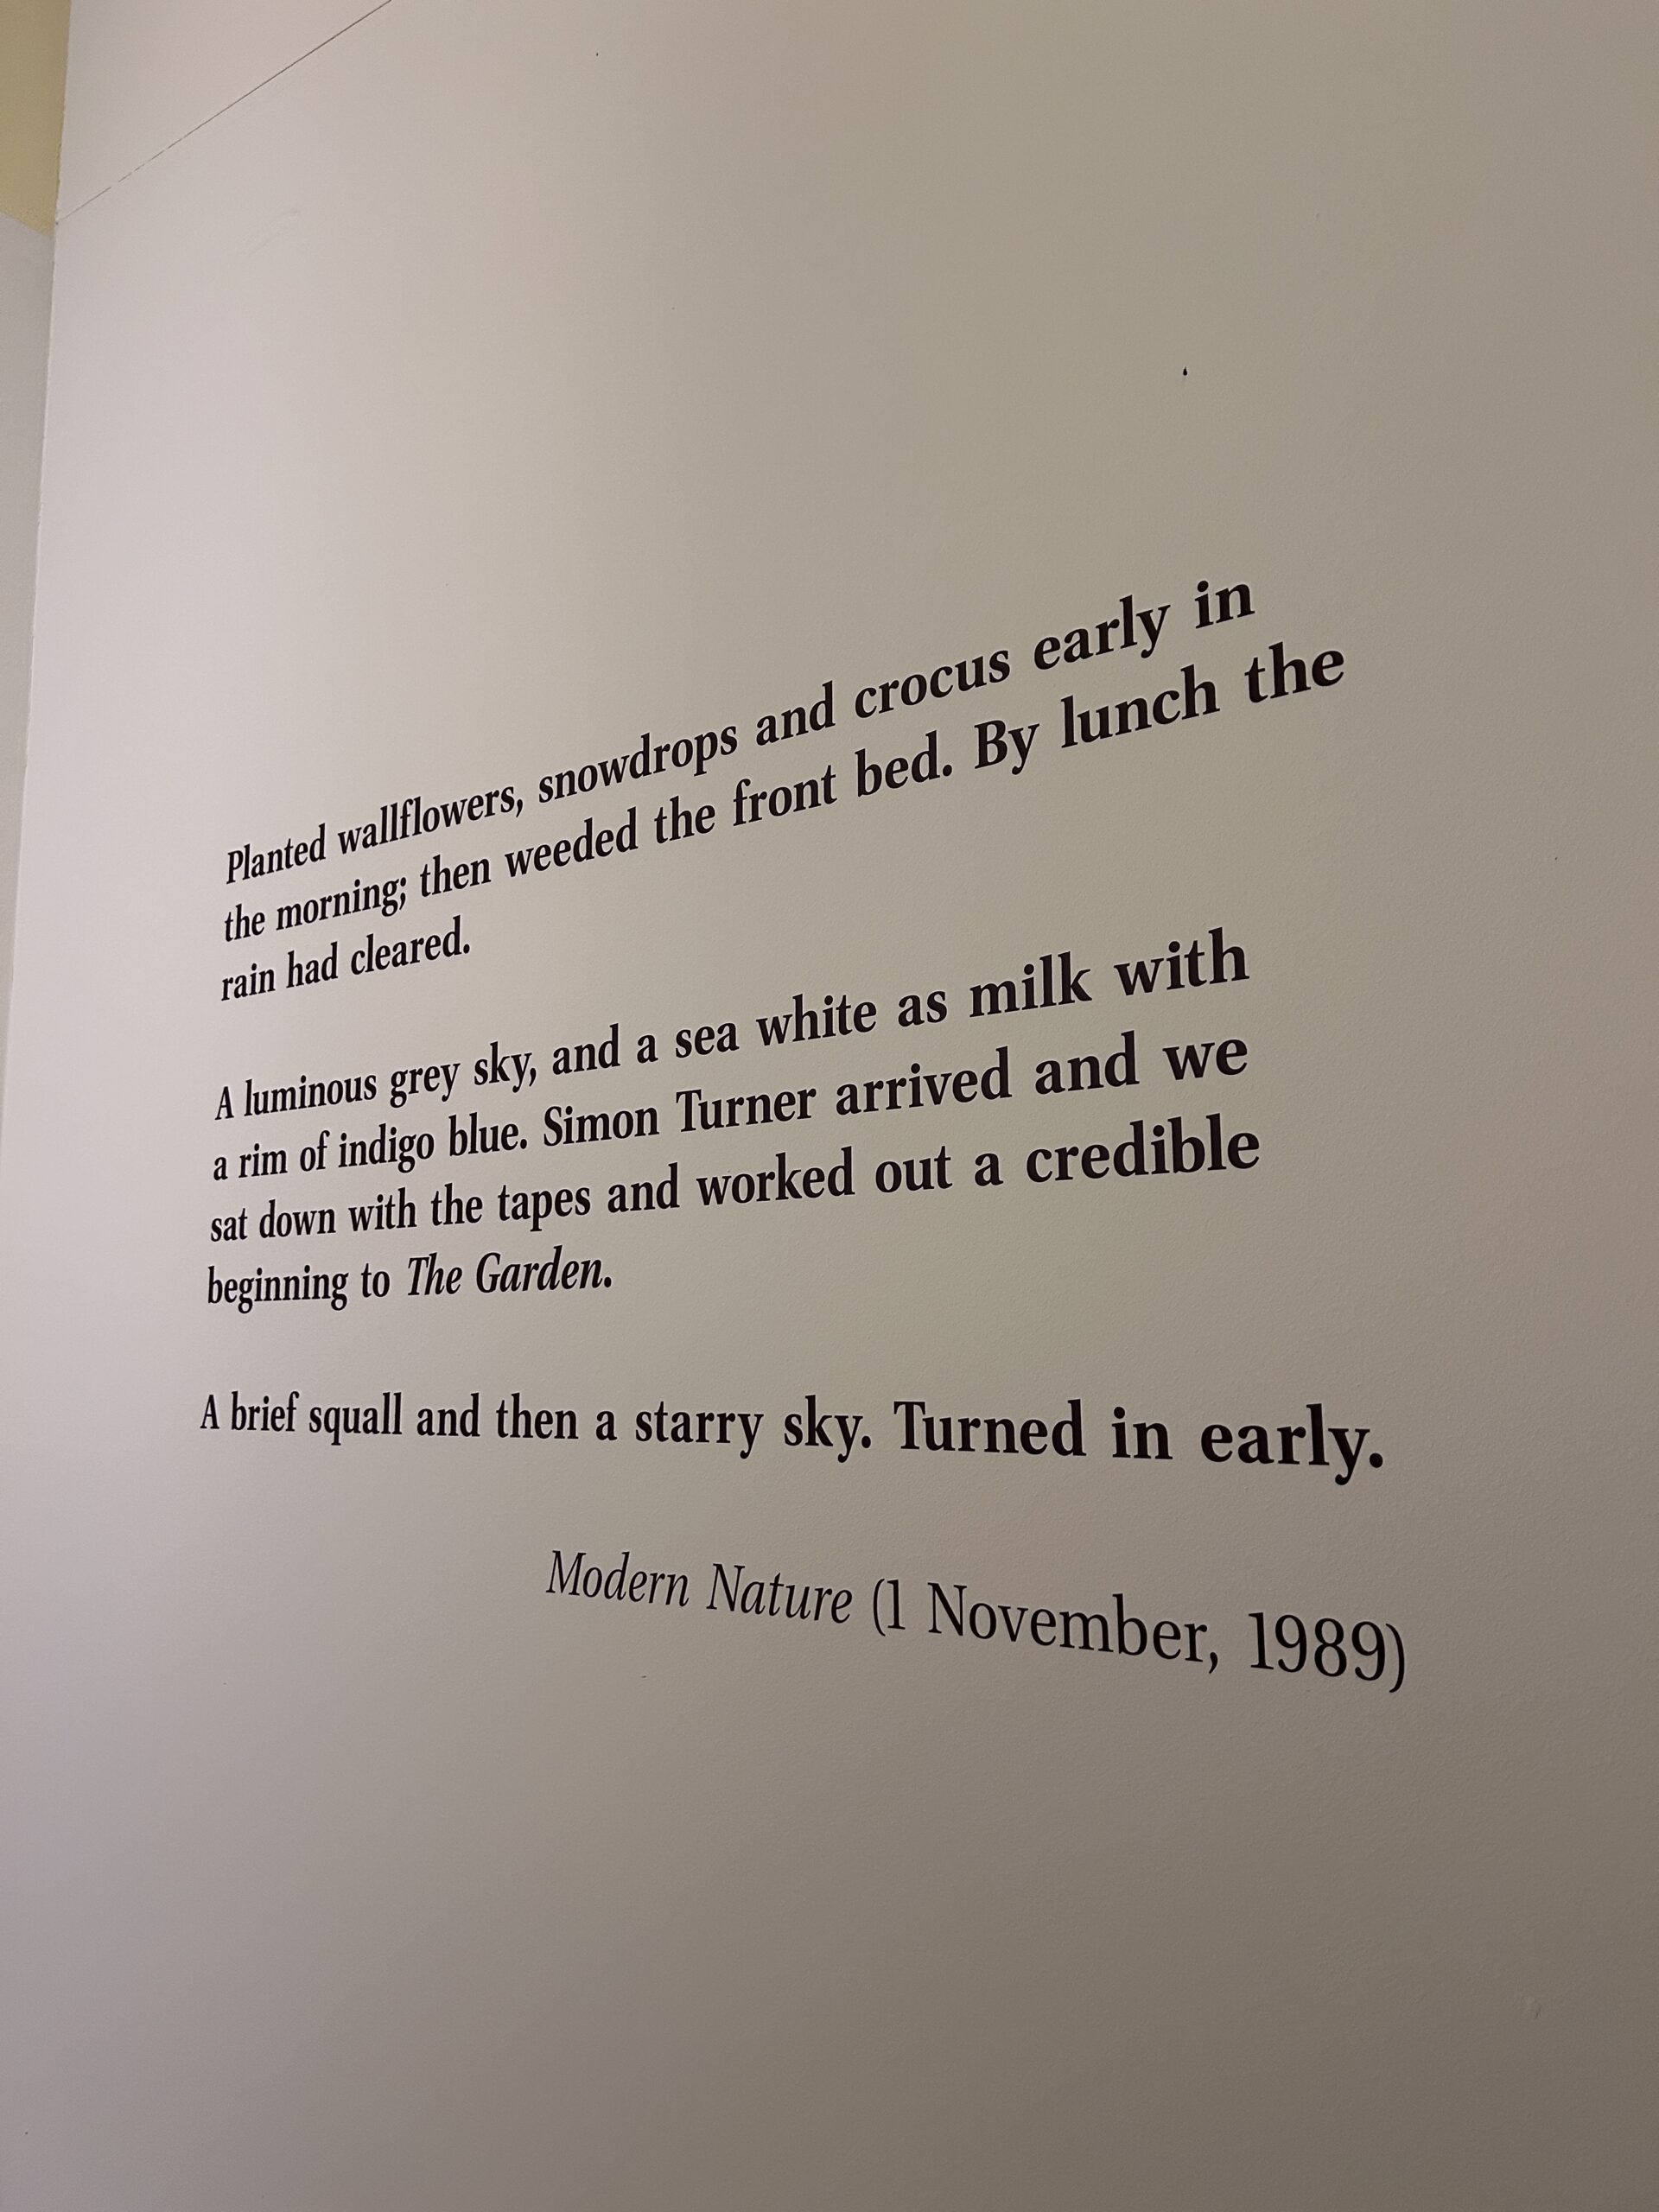 Planted wallflowers, snowdrops and crocus early in
the morning; then weeded the front bed. By lunch the
rain had cleared.
A luminous grey sky, and a sea white as milk with
a rim of indigo blue. Simon Turner arrived and we
sat down with the tapes and worked out a credible
beginning to The Garden.
A brief squall and then a starry sky. Turned in early.
Modern Nature (1 November, 1989)